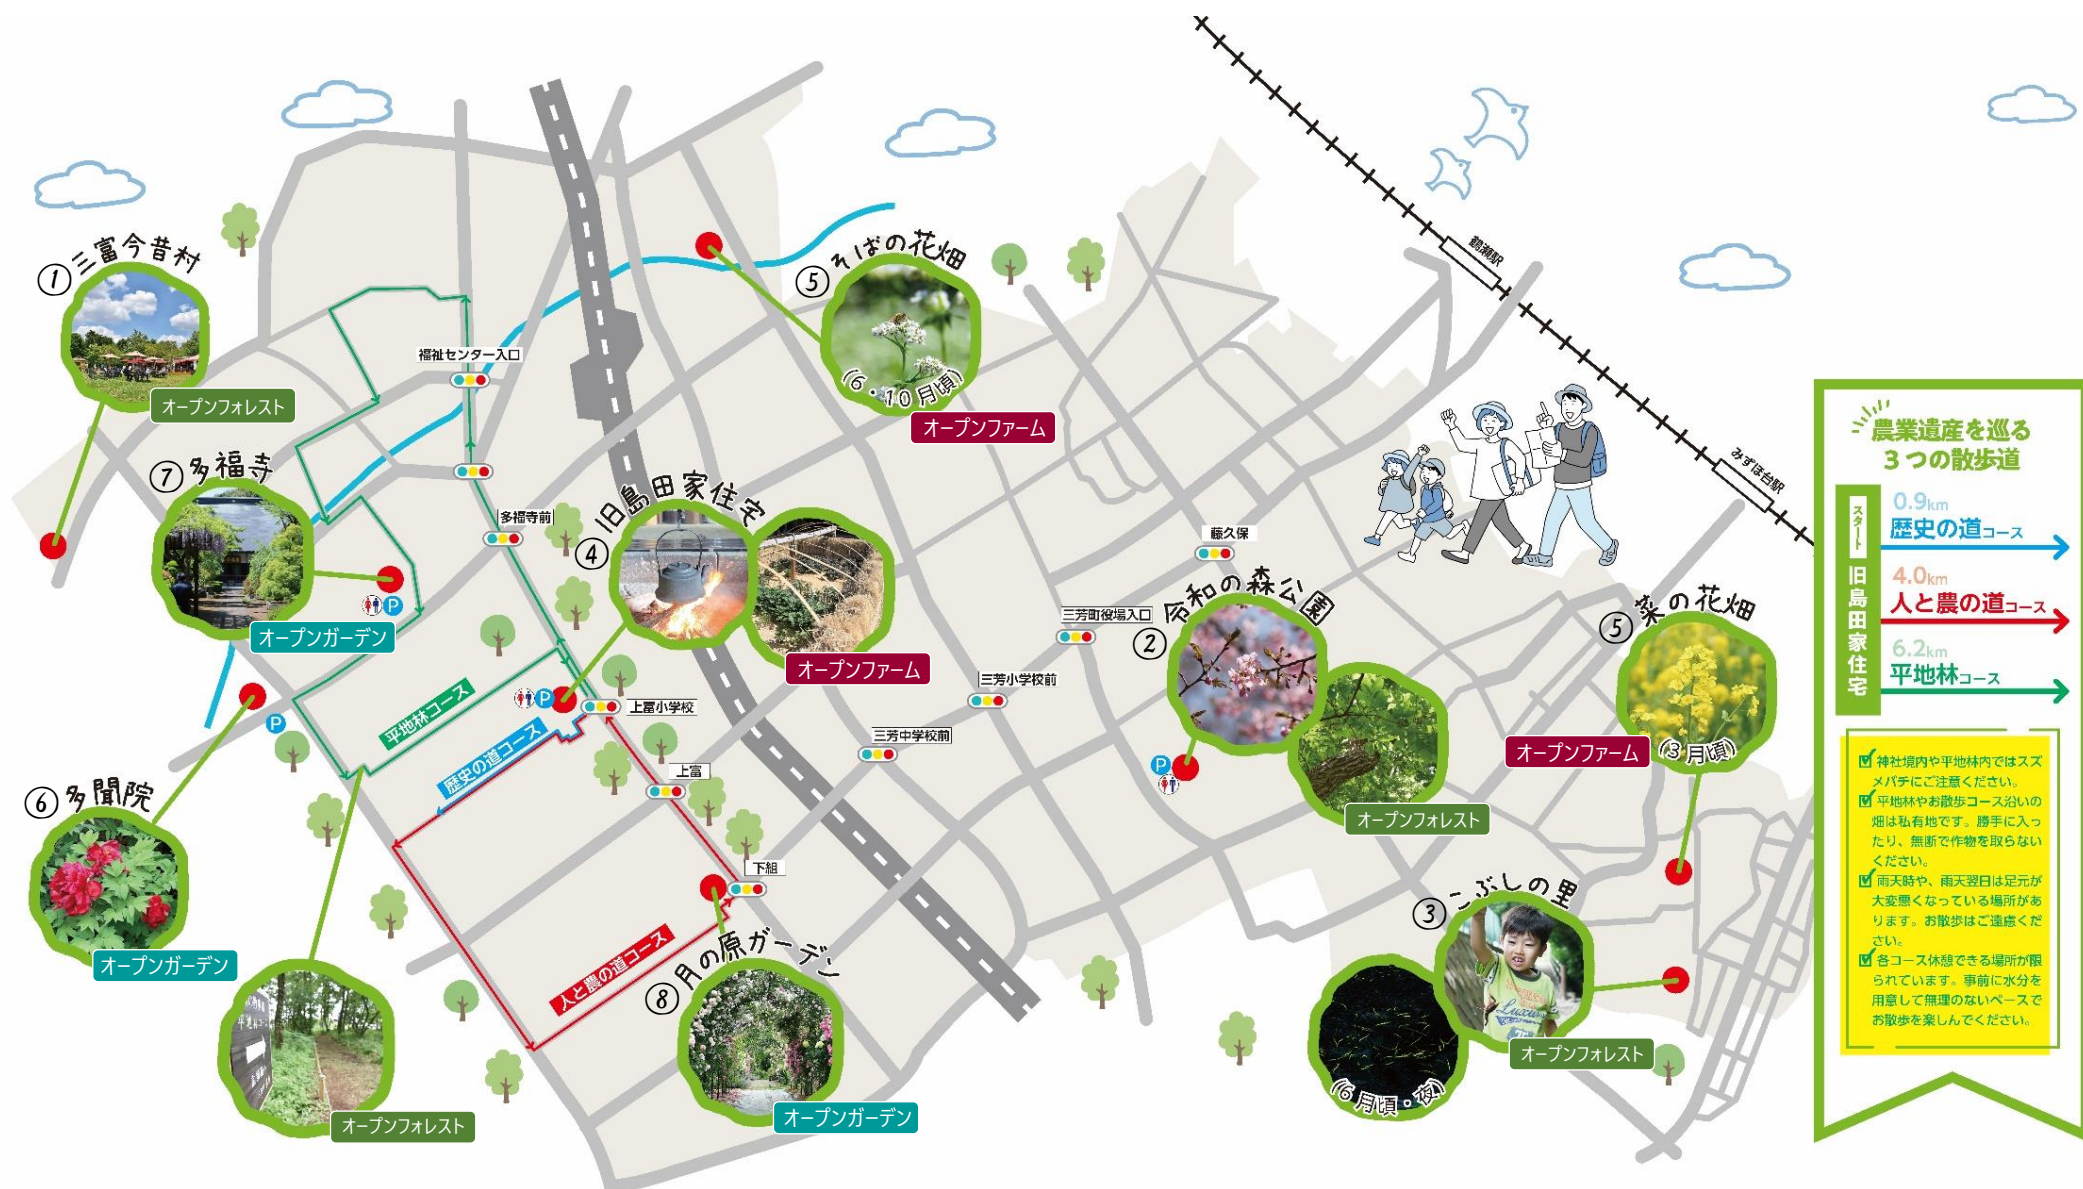 ① 三富今昔村
オープンフォレスト
福祉センター入口
⑤ そばの花畑
(6・10月頃)
オープンファーム
鶴瀬駅
みずほ台駅
⑦ 多福寺
P
オープンガーデン
多福寺前
④ 旧島田家住宅
オープンファーム
藤久保
三芳町役場入口
三芳小学校前
三芳中学校前
② 令和の森公園
P
オープンフォレスト
⑤ 菜の花畑
(3月頃)
オープンファーム
平地林コース
P
上富小学校
歴史の道コース
上富
P
⑥ 多聞院
オープンガーデン
下組
人と農の道コース
⑧ 月の原ガーデン
オープンガーデン
平地林コース
オープンフォレスト
③ こぶしの里
(6月頃・夜)
オープンフォレスト
農業遺産を巡る
3つの散歩道
スタート 旧島田家住宅
0.9km
歴史の道コース
4.0km
人と農の道コース
6.2km
平地林コース
神社境内や平地林内ではスズ
メバチにご注意ください。
平地林やお散歩コース沿いの
畑は私有地です。勝手に入っ
たり、無断で作物を取らない
ください。
雨天時や、雨天翌日は足元が
大変悪くなっている場所があ
ります。お散歩はご遠慮くだ
さい。
各コース休憩できる場所が限
られています。事前に水分を
用意して無理のないペースで
お散歩を楽しんでください。